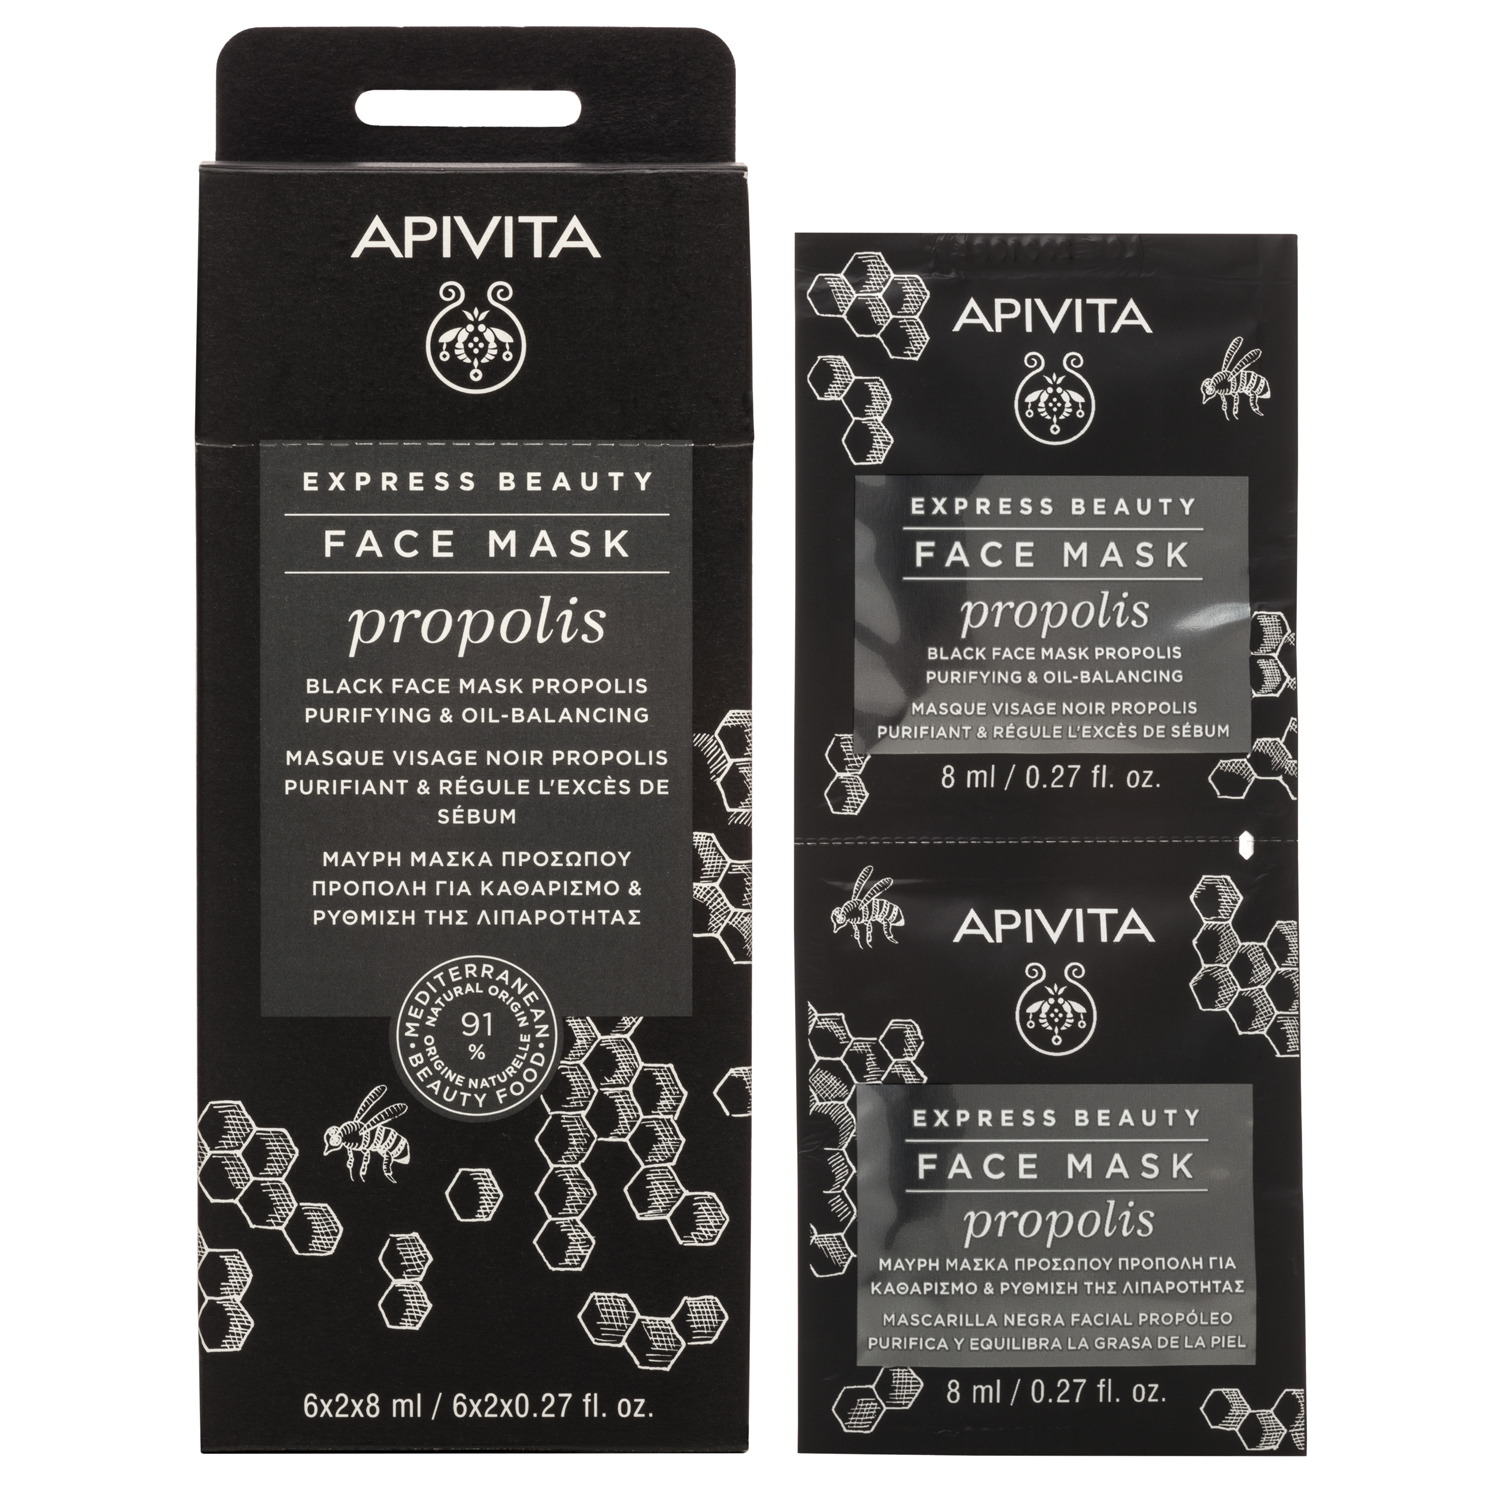 APIVITA
EXPRESS BEAUTY
FACE MASK
propolis
BLACK FACE MASK PROPOLIS
PURIFYING & OIL-BALANCING
MASQUE VISAGE NOIR PROPOLIS
PURIFIANT & RÉGULE L'EXCÈS DE
SÉBUM
ΜΑΥΡΗ ΜΑΣΚΑ ΠΡΟΣΩΠΟΥ
ΠΡΟΠΟΛΗ ΓΙΑ ΚΑΘΑΡΙΣΜΟ &
ΡΥΘΜΙΣΗ ΤΗΣ ΛΙΠΑΡΟΤΗΤΑΣ
• MEDITERRANEAN •
NATURAL ORIGIN
91
%
ORIGINE NATURELLE
BEAUTY FOOD
6x2x8 ml / 6x2x0.27 fl. oz.
APIVITA
EXPRESS BEAUTY
FACE MASK
propolis
BLACK FACE MASK PROPOLIS
PURIFYING & OIL-BALANCING
MASQUE VISAGE NOIR PROPOLIS
PURIFIANT & RÉGULE L'EXCÈS DE SÉBUM
8 ml / 0.27 fl. oz.
APIVITA
EXPRESS BEAUTY
FACE MASK
propolis
ΜΑΥΡΗ ΜΑΣΚΑ ΠΡΟΣΩΠΟΥ ΠΡΟΠΟΛΗ ΓΙΑ
ΚΑΘΑΡΙΣΜΟ & ΡΥΘΜΙΣΗ ΤΗΣ ΛΙΠΑΡΟΤΗΤΑΣ
MASCARILLA NEGRA FACIAL PROPÓLEO
PURIFICA Y EQUILIBRA LA GRASA DE LA PIEL
8 ml / 0.27 fl. oz.